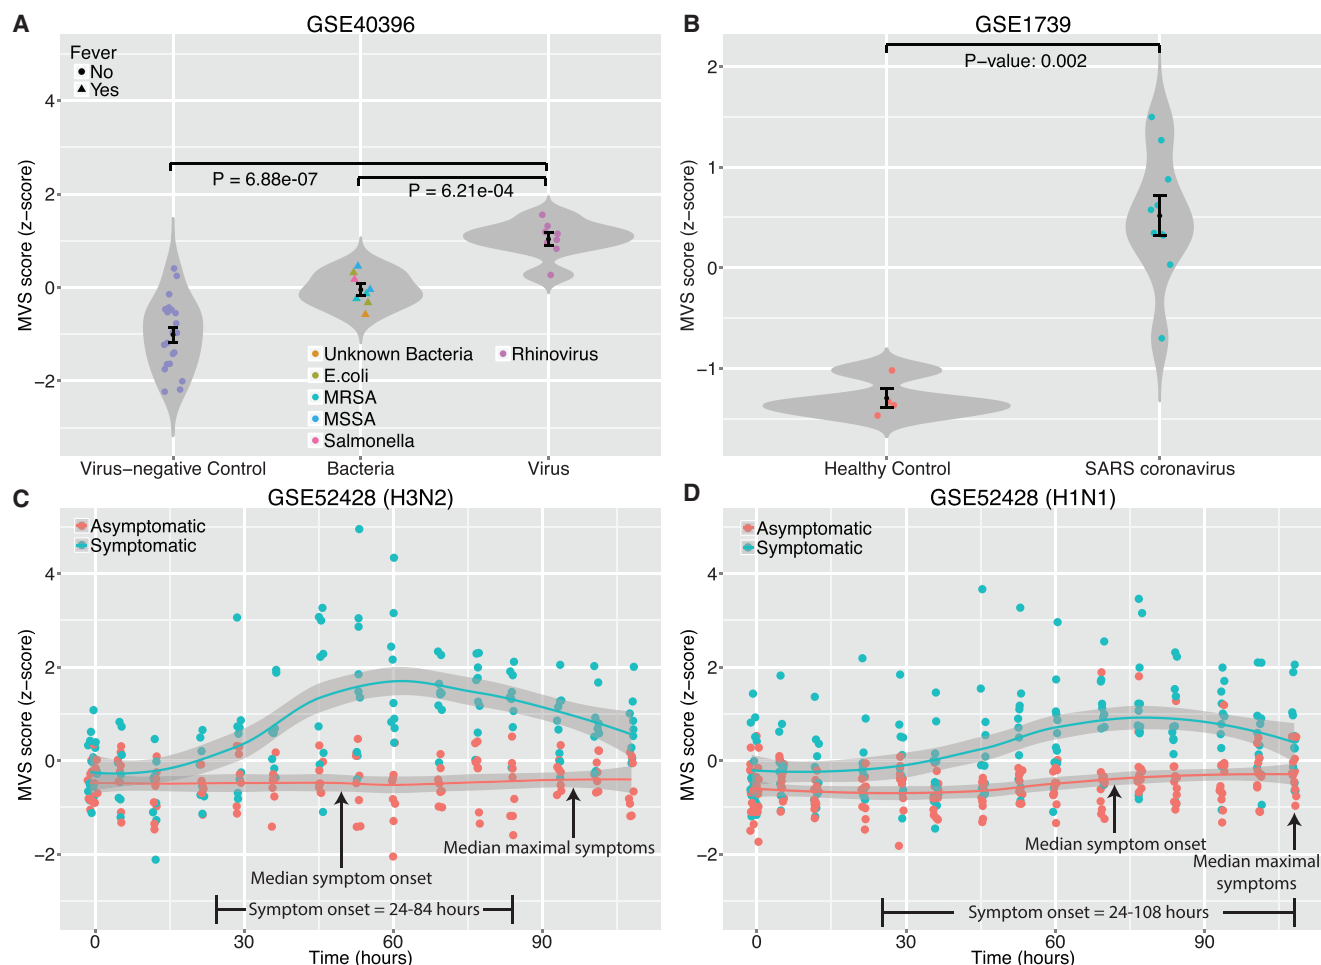 A
GSE40396
Fever
No
Yes
4
2
0
−2
MVS score (z−score)
P = 6.88e-07
P = 6.21e-04
Unknown Bacteria
E.coli
MRSA
MSSA
Salmonella
Rhinovirus
Virus−negative Control
Bacteria
Virus
B
GSE1739
P−value: 0.002
2
1
0
−1
MVS score (z−score)
Healthy Control
SARS coronavirus
C
GSE52428 (H3N2)
Asymptomatic
Symptomatic
4
2
0
−2
MVS score (z−score)
Median maximal symptoms
Median symptom onset
Symptom onset = 24-84 hours
0
30
60
90
Time (hours)
D
GSE52428 (H1N1)
Asymptomatic
Symptomatic
4
2
0
−2
MVS score (z−score)
Median symptom onset
Median maximal
symptoms
Symptom onset = 24-108 hours
0
30
60
90
Time (hours)